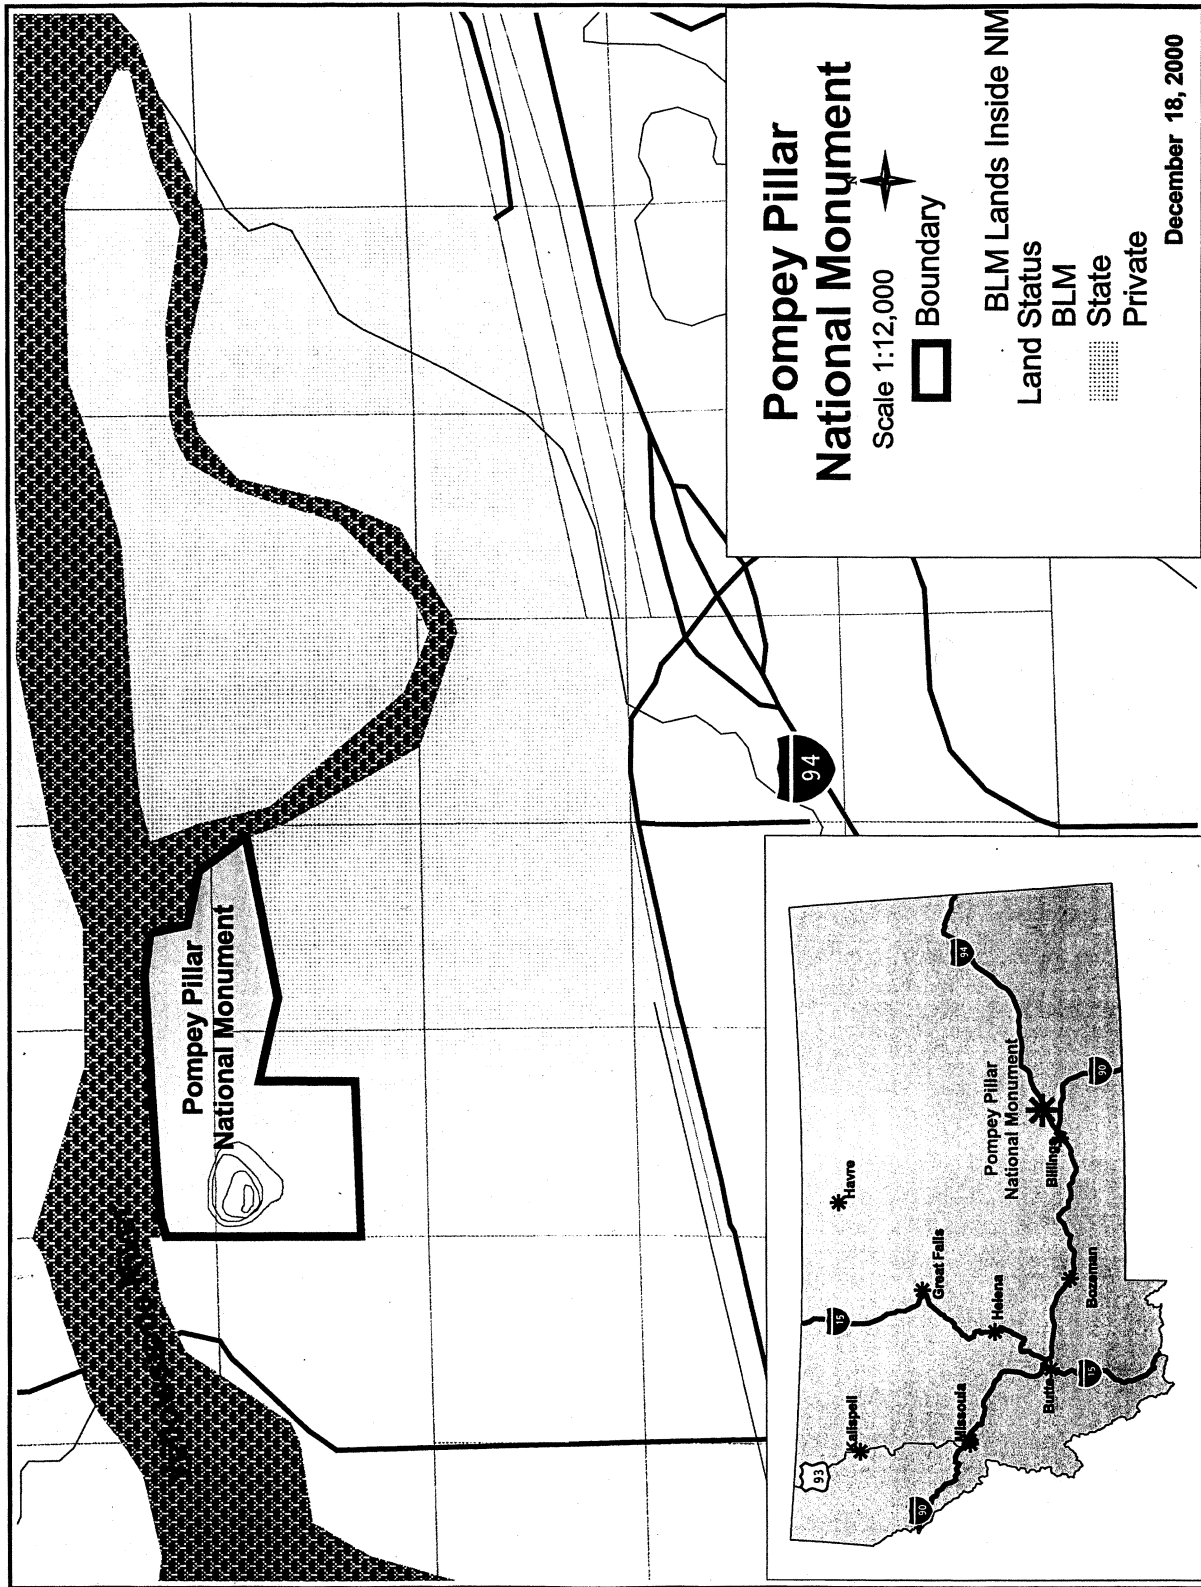 Pompey Pillar
National Monument
Scale 1:12,000
N
Boundary
BLM Lands Inside NM
Land Status
BLM
State
Private
December 18, 2000
Pompey Pillar
National Monument
94
93
Kalispell
90
Missoula
15
Great Falls
Helena
Butte
15
Bozeman
Havre
Pompey Pillar
National Monument
Billings
94
90